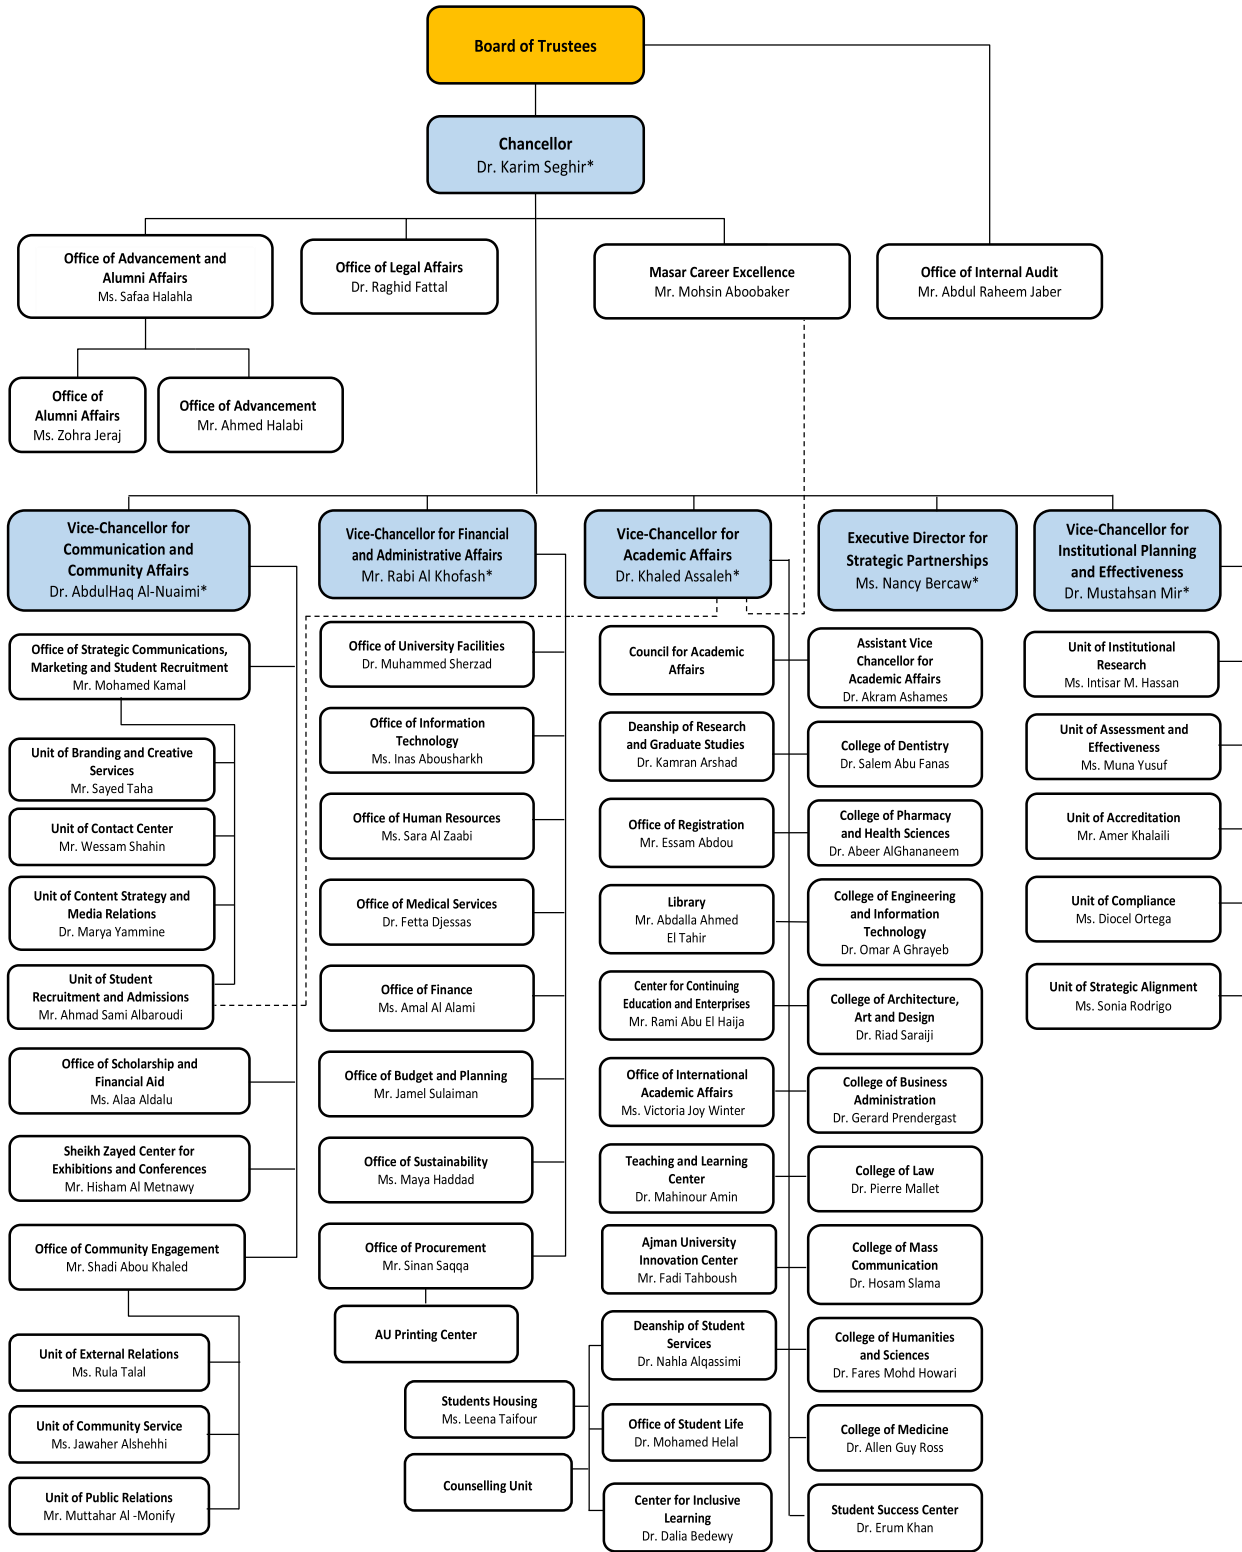 Board of Trustees
Chancellor
Dr. Karim Seghir*
Office of Advancement and
Alumni Affairs
Ms. Safaa Halahla
Office of Legal Affairs
Dr. Raghid Fattal
Masar Career Excellence
Mr. Mohsin Aboobaker
Office of Internal Audit
Mr. Abdul Raheem Jaber
Office of
Alumni Affairs
Ms. Zohra Jeraj
Office of Advancement
Mr. Ahmed Halabi
Vice-Chancellor for
Communication and
Community Affairs
Dr. AbdulHaq Al-Nuaimi*
Office of Strategic Communications,
Marketing and Student Recruitment
Mr. Mohamed Kamal
Unit of Branding and Creative
Services
Mr. Sayed Taha
Unit of Contact Center
Mr. Wessam Shahin
Unit of Content Strategy and
Media Relations
Dr. Marya Yammine
Unit of Student
Recruitment and Admissions
Mr. Ahmad Sami Albaroudi
Office of Scholarship and
Financial Aid
Ms. Alaa Aldalu
Sheikh Zayed Center for
Exhibitions and Conferences
Mr. Hisham Al Metnawy
Office of Community Engagement
Mr. Shadi Abou Khaled
Unit of External Relations
Ms. Rula Talal
Unit of Community Service
Ms. Jawaher Alshehhi
Unit of Public Relations
Mr. Muttahar Al -Monify
Vice-Chancellor for Financial
and Administrative Affairs
Mr. Rabi Al Khofash*
Office of University Facilities
Dr. Muhammed Sherzad
Office of Information
Technology
Ms. Inas Abousharkh
Office of Human Resources
Ms. Sara Al Zaabi
Office of Medical Services
Dr. Fetta Djessas
Office of Finance
Ms. Amal Al Alami
Office of Budget and Planning
Mr. Jamel Sulaiman
Office of Sustainability
Ms. Maya Haddad
Office of Procurement
Mr. Sinan Saqqa
AU Printing Center
Vice-Chancellor for
Academic Affairs
Dr. Khaled Assaleh*
Council for Academic
Affairs
Deanship of Research
and Graduate Studies
Dr. Kamran Arshad
Office of Registration
Mr. Essam Abdou
Library
Mr. Abdalla Ahmed
El Tahir
Center for Continuing
Education and Enterprises
Mr. Rami Abu El Haija
Office of International
Academic Affairs
Ms. Victoria Joy Winter
Teaching and Learning
Center
Dr. Mahinour Amin
Ajman University
Innovation Center
Mr. Fadi Tahboush
Deanship of Student
Services
Dr. Nahla Alqassimi
Students Housing
Ms. Leena Taifour
Office of Student Life
Dr. Mohamed Helal
Counselling Unit
Center for Inclusive
Learning
Dr. Dalia Bedewy
Assistant Vice
Chancellor for
Academic Affairs
Dr. Akram Ashames
College of Dentistry
Dr. Salem Abu Fanas
College of Pharmacy
and Health Sciences
Dr. Abeer AlGhananeem
College of Engineering
and Information
Technology
Dr. Omar A Ghrayeb
College of Architecture,
Art and Design
Dr. Riad Saraiji
College of Business
Administration
Dr. Gerard Prendergast
College of Law
Dr. Pierre Mallet
College of Mass
Communication
Dr. Hosam Slama
College of Humanities
and Sciences
Dr. Fares Mohd Howari
College of Medicine
Dr. Allen Guy Ross
Student Success Center
Dr. Erum Khan
Executive Director for
Strategic Partnerships
Ms. Nancy Bercaw*
Vice-Chancellor for
Institutional Planning
and Effectiveness
Dr. Mustahsan Mir*
Unit of Institutional
Research
Ms. Intisar M. Hassan
Unit of Assessment and
Effectiveness
Ms. Muna Yusuf
Unit of Accreditation
Mr. Amer Khalaili
Unit of Compliance
Ms. Diocel Ortega
Unit of Strategic Alignment
Ms. Sonia Rodrigo